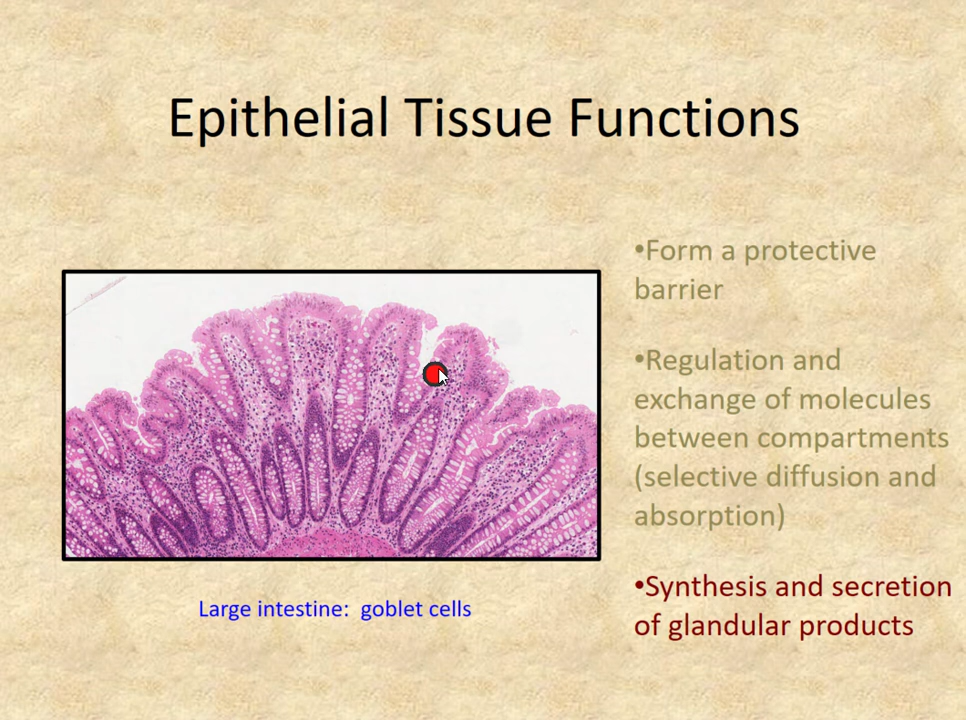 Epithelial Tissue Functions
•Form a protective
barrier
•Regulation and
exchange of molecules
between compartments
(selective diffusion and
absorption)
•Synthesis and secretion
of glandular products
Large intestine:  goblet cells